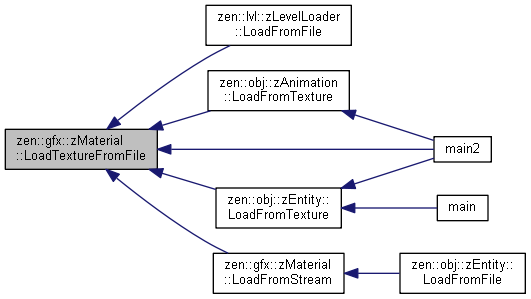 zen::lvl::zLevelLoader
::LoadFromFile
zen::obj::zAnimation
::LoadFromTexture
zen::gfx::zMaterial
::LoadTextureFromFile
main2
zen::obj::zEntity::
LoadFromTexture
main
zen::gfx::zMaterial
::LoadFromStream
zen::obj::zEntity::
LoadFromFile